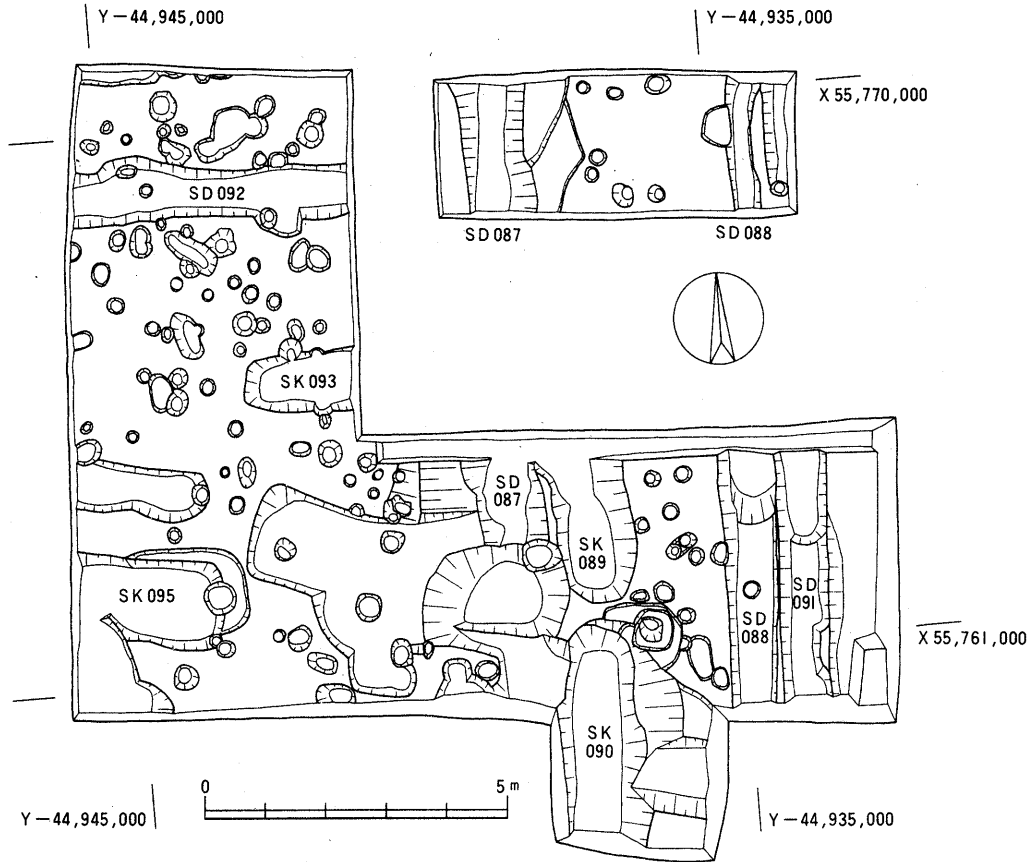 Y－44,945,000
Y－44,935,000
X 55,770,000
SD 092
SD 087
SD 088
SK 093
SD
087
SK
089
SK 095
SD
088
SD
091
X 55,761,000
SK
090
0
5 m
Y－44,945,000
Y－44,935,000